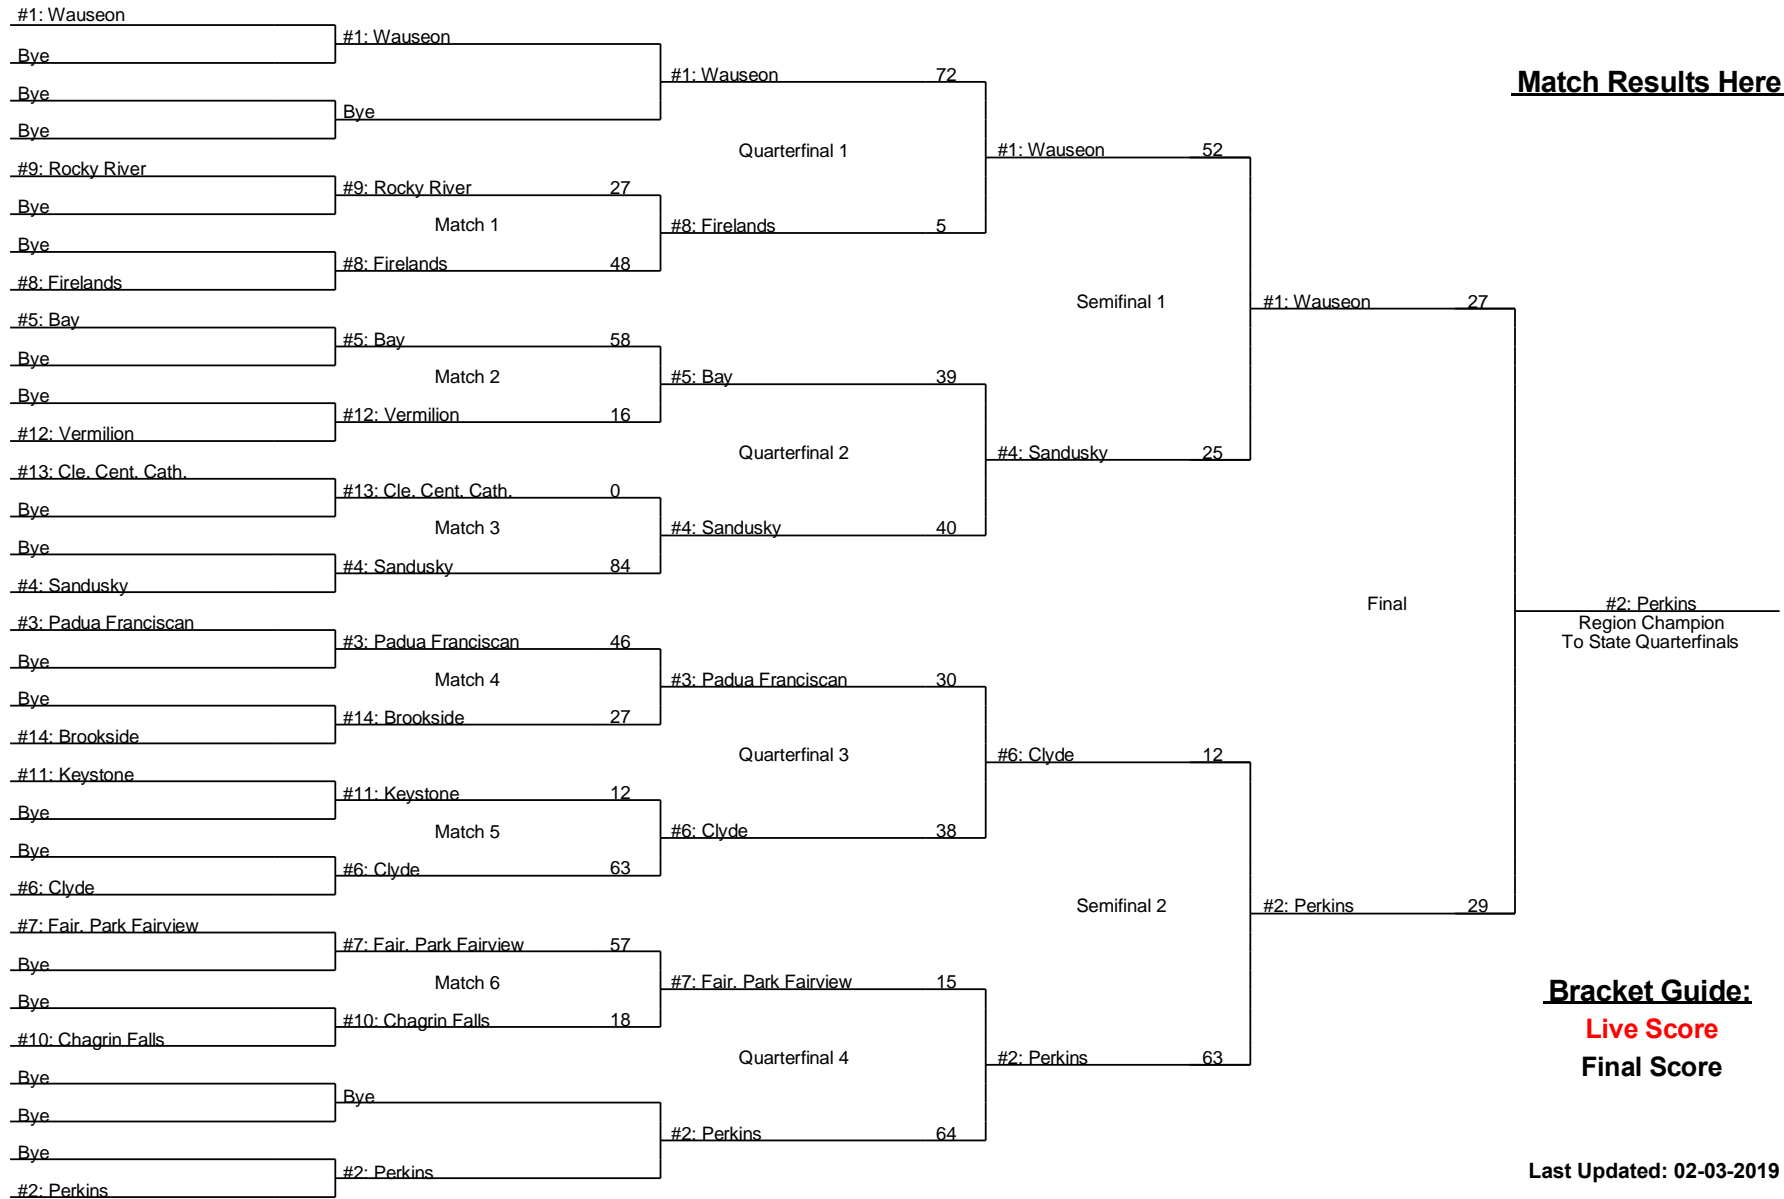 #1: Wauseon
Bye
Bye
Bye
#9: Rocky River
Bye
Bye
#8: Firelands
#5: Bay
Bye
Bye
#12: Vermilion
#13: Cle. Cent. Cath.
Bye
Bye
#4: Sandusky
#3: Padua Franciscan
Bye
Bye
#14: Brookside
#11: Keystone
Bye
Bye
#6: Clyde
#7: Fair. Park Fairview
Bye
Bye
#10: Chagrin Falls
Bye
Bye
Bye
#2: Perkins
#1: Wauseon
Bye
#9: Rocky River 27
Match 1
#8: Firelands 48
#5: Bay 58
Match 2
#12: Vermilion 16
#13: Cle. Cent. Cath. 0
Match 3
#4: Sandusky 84
#3: Padua Franciscan 46
Match 4
#14: Brookside 27
#11: Keystone 12
Match 5
#6: Clyde 63
#7: Fair. Park Fairview 57
Match 6
#10: Chagrin Falls 18
Bye
#2: Perkins
#1: Wauseon 72
Quarterfinal 1
#8: Firelands 5
#5: Bay 39
Quarterfinal 2
#4: Sandusky 40
#3: Padua Franciscan 30
Quarterfinal 3
#6: Clyde 38
#7: Fair. Park Fairview 15
Quarterfinal 4
#2: Perkins 64
#1: Wauseon 52
Semifinal 1
#4: Sandusky 25
#6: Clyde 12
Semifinal 2
#2: Perkins 63
#1: Wauseon 27
Final
#2: Perkins 29
Match Results Here
#2: Perkins
Region Champion
To State Quarterfinals
Bracket Guide:
Live Score
Final Score
Last Updated: 02-03-2019